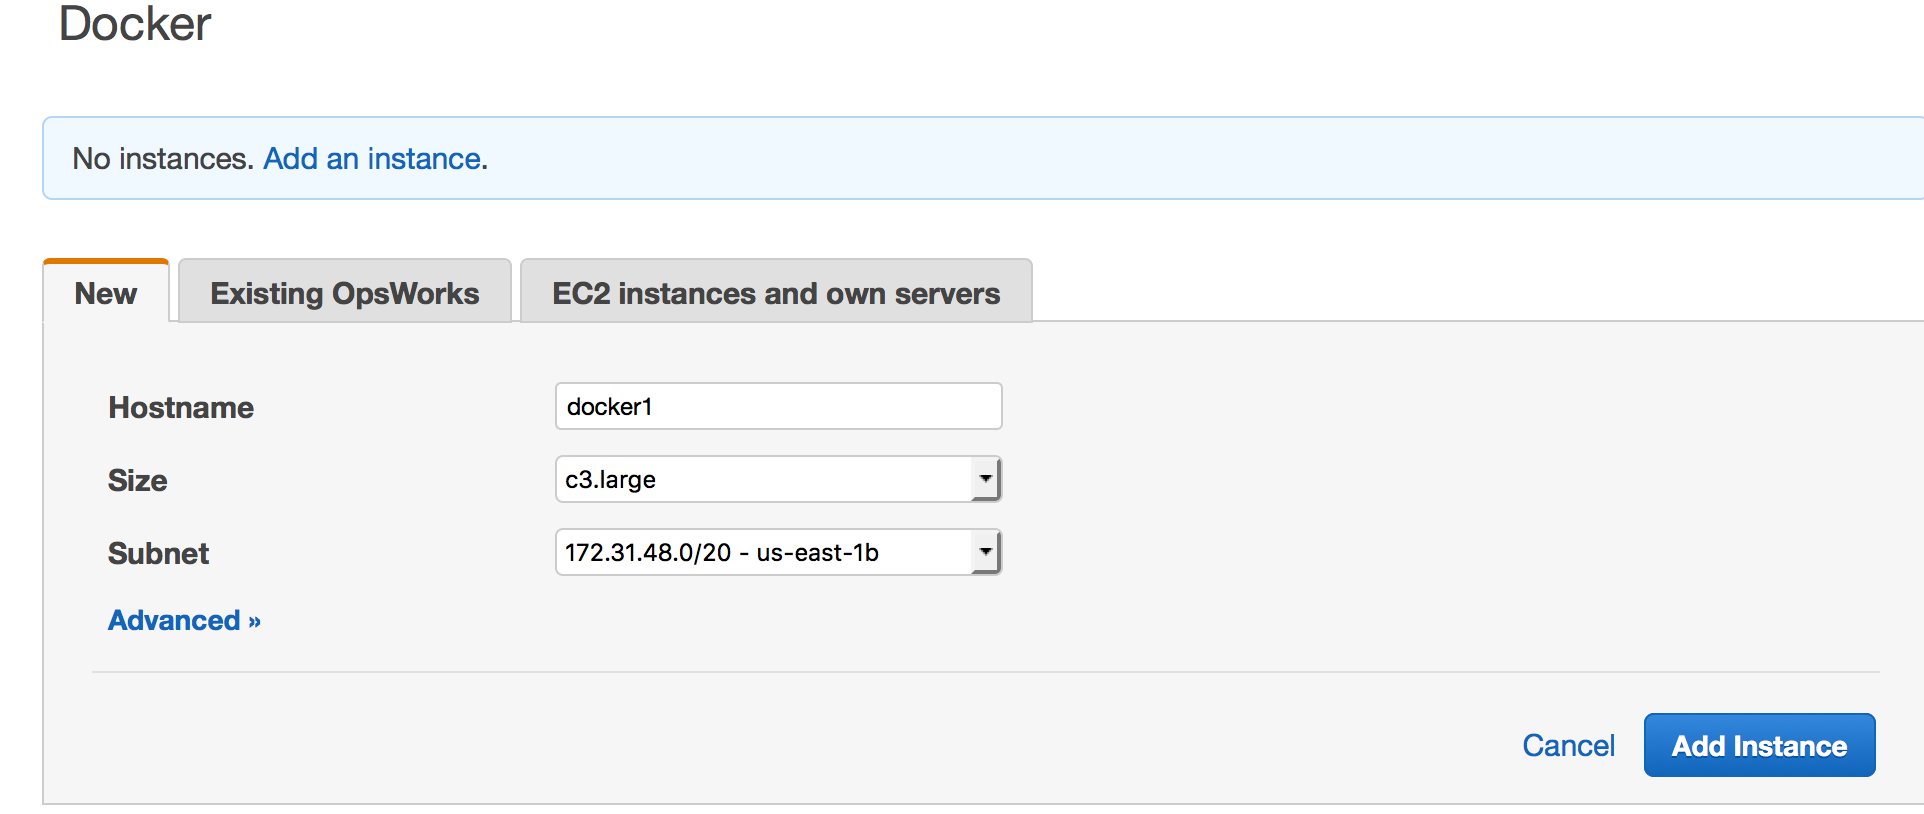 Docker
No instances. Add an instance.
New Existing OpsWorks EC2 instances and own servers
Hostname docker1
Size c3.large
Subnet 172.31.48.0/20 - us-east-1b
Advanced »
Cancel Add Instance